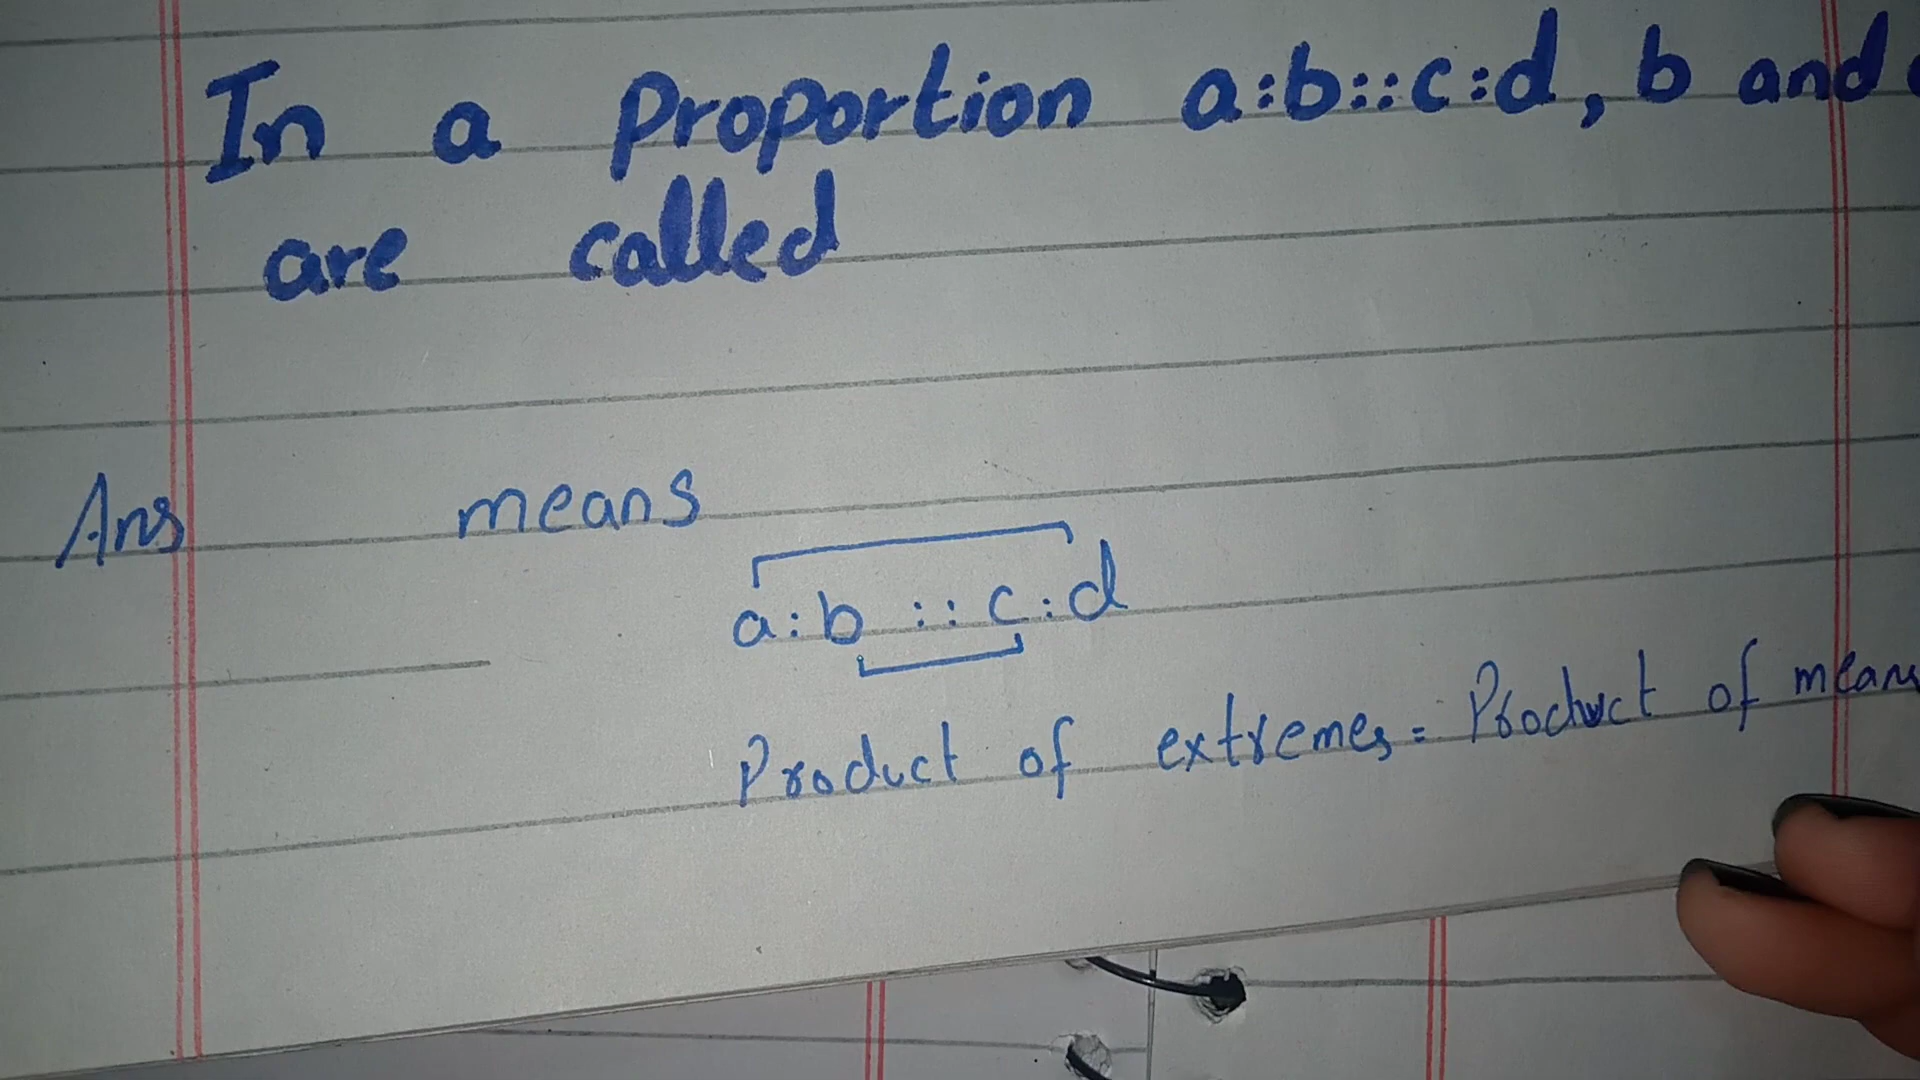 In a proportion a:b::c:d, b and
are called
Ans means
a:b :: c:d
Product of extremes = Product of means